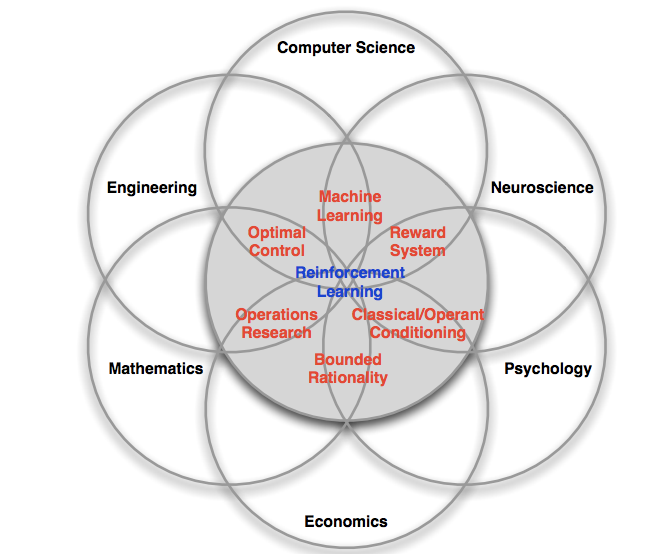 Computer Science
Engineering
Neuroscience
Machine
Learning
Optimal
Control
Reward
System
Reinforcement
Learning
Operations
Research
Classical/Operant
Conditioning
Bounded
Rationality
Mathematics
Psychology
Economics